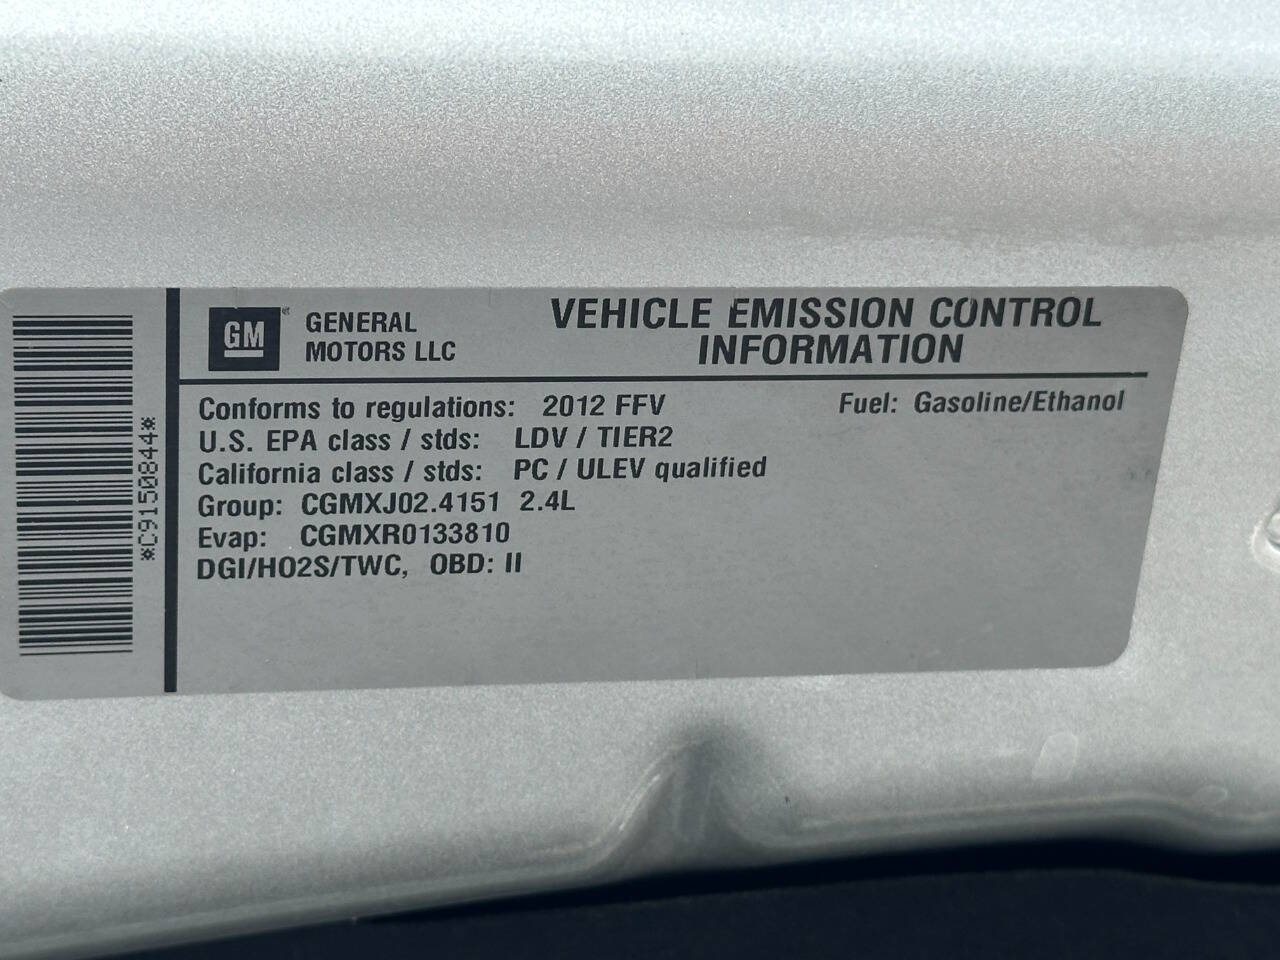 *C9150844*
GM
GENERAL
MOTORS LLC
VEHICLE EMISSION CONTROL
INFORMATION
Conforms to regulations: 2012 FFV
Fuel: Gasoline/Ethanol
U.S. EPA class / stds: LDV / TIER2
California class / stds: PC / ULEV qualified
Group: CGMXJ02.4151 2.4L
Evap: CGMXR0133810
DGI/HO2S/TWC, OBD: II